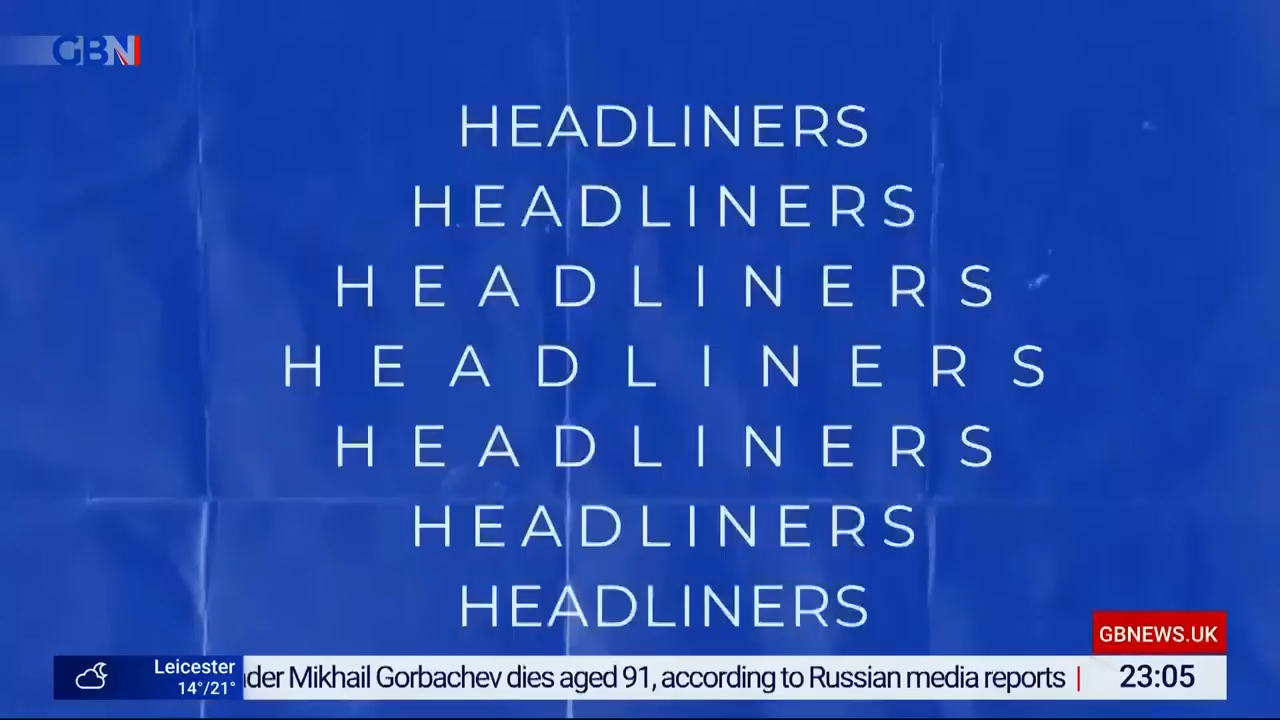 GBN
HEADLINERS
HEADLINERS
HEADLINERS
HEADLINERS
HEADLINERS
HEADLINERS
HEADLINERS
GBNEWS.UK
Leicester
14°/21°
der Mikhail Gorbachev dies aged 91, according to Russian media reports |
23:05